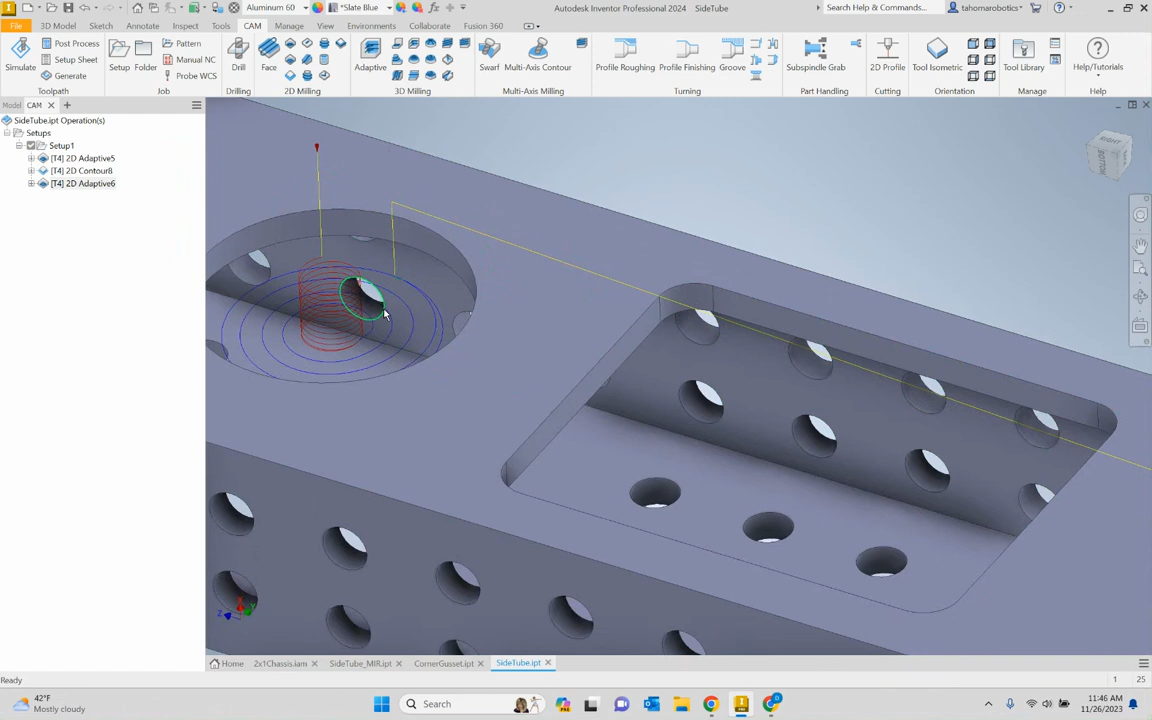 Aluminum 60
*Slate Blue
Autodesk Inventor Professional 2024
SideTube
Search Help & Commands...
tahomarobotics
File
3D Model
Sketch
Annotate
Inspect
Tools
CAM
Manage
View
Environments
Collaborate
Fusion 360
Simulate
Post Process
Setup Sheet
Generate
Toolpath
Setup
Folder
Pattern
Manual NC
Probe WCS
Job
Drill
Drilling
Face
2D Milling
Adaptive
3D Milling
Swarf
Multi-Axis Contour
Multi-Axis Milling
Profile Roughing
Profile Finishing
Groove
Turning
Subspindle Grab
Part Handling
2D Profile
Cutting
Tool Isometric
Orientation
Tool Library
Manage
Help/Tutorials
Help
Model
CAM
SideTube.ipt Operation(s)
Setups
Setup1
[T4] 2D Adaptive5
[T4] 2D Contour8
[T4] 2D Adaptive6
RIGHT
BOTTOM
Z
Home
2x1Chassis.iam
SideTube_MIR.ipt
CornerGusset.ipt
SideTube.ipt
Ready
1
25
42°F
Mostly cloudy
Search
11:46 AM
11/26/2023